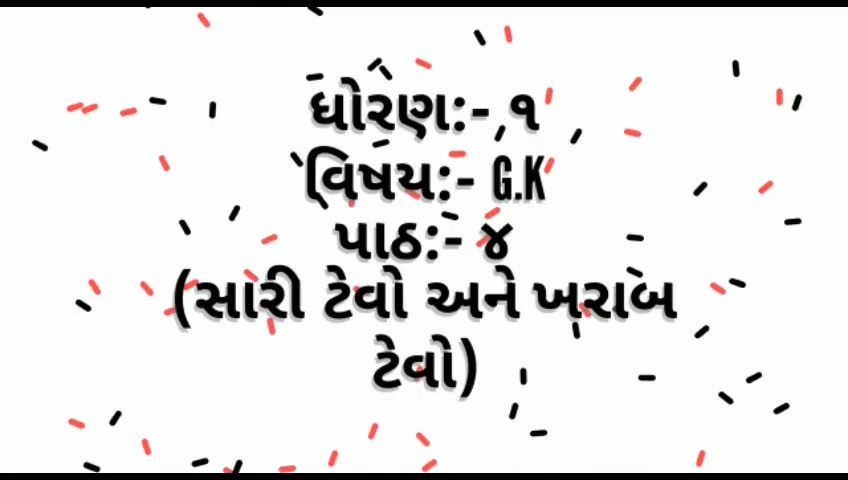 ધોરણ:- ૧
વિષય:- G.K
પાઠ:- ૪
(સારી ટેવો અને ખરાબ
ટેવો)